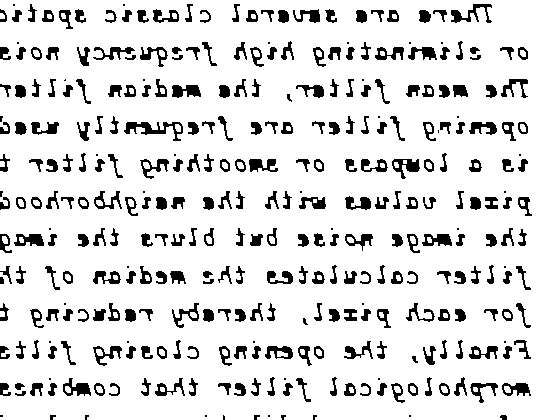 There are several classic spatia
or eliminating high frequency nois
The mean filter, the median filter
opening filter are frequently used
is a lowpass or smoothing filter t
pixel values with the neighborhood
the image noise but blurs the imag
filter calculates the median of th
for each pixel, thereby reducing t
Finally, the opening closing filte
morphological filter that combines